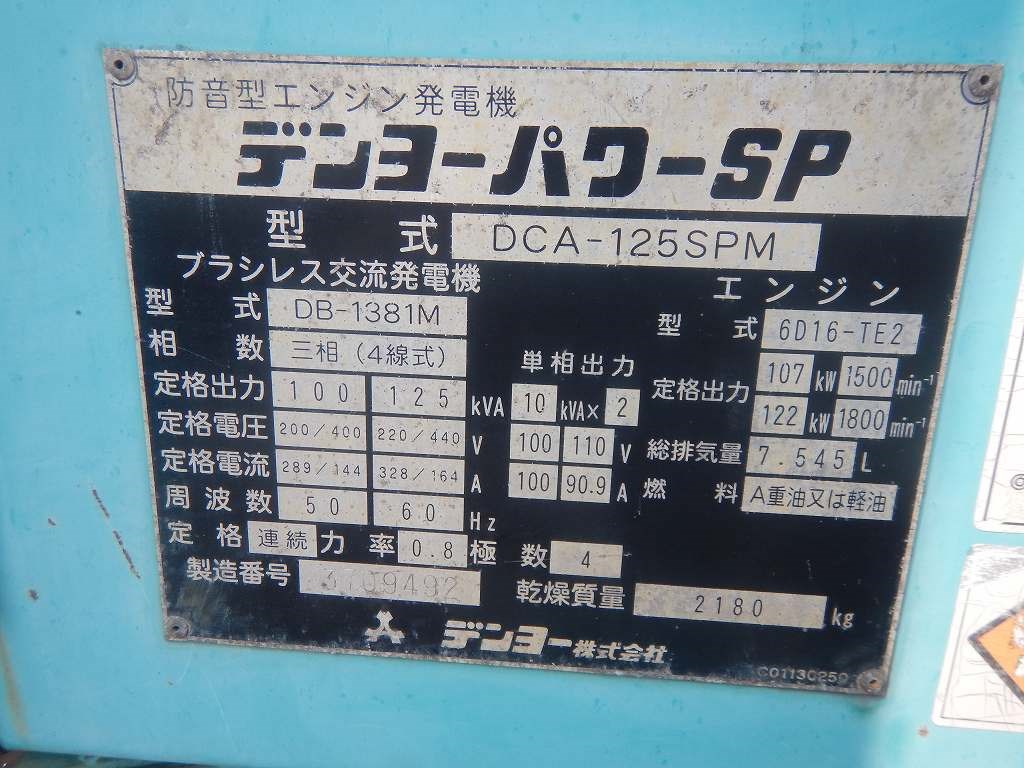 防音型エンジン発電機
デンヨーパワーSP
型式 DCA-125SPM
ブラシレス交流発電機
型式 DB-1381M
相数 三相(4線式)
定格出力 100 125 kVA
定格電圧 200/400 220/440 V
定格電流 289/144 328/164 A
周波数 50 60 Hz
定格 連続 力率 0.8 極数 4
製造番号
単相出力
10 kVA× 2
100 110 V
100 90.9 A
エンジン
型式 6D16-TE2
定格出力 107 kW 1500 min-1
122 kW 1800 min-1
総排気量 7.545 L
燃料 A重油又は軽油
乾燥質量 2180 kg
デンヨー株式会社